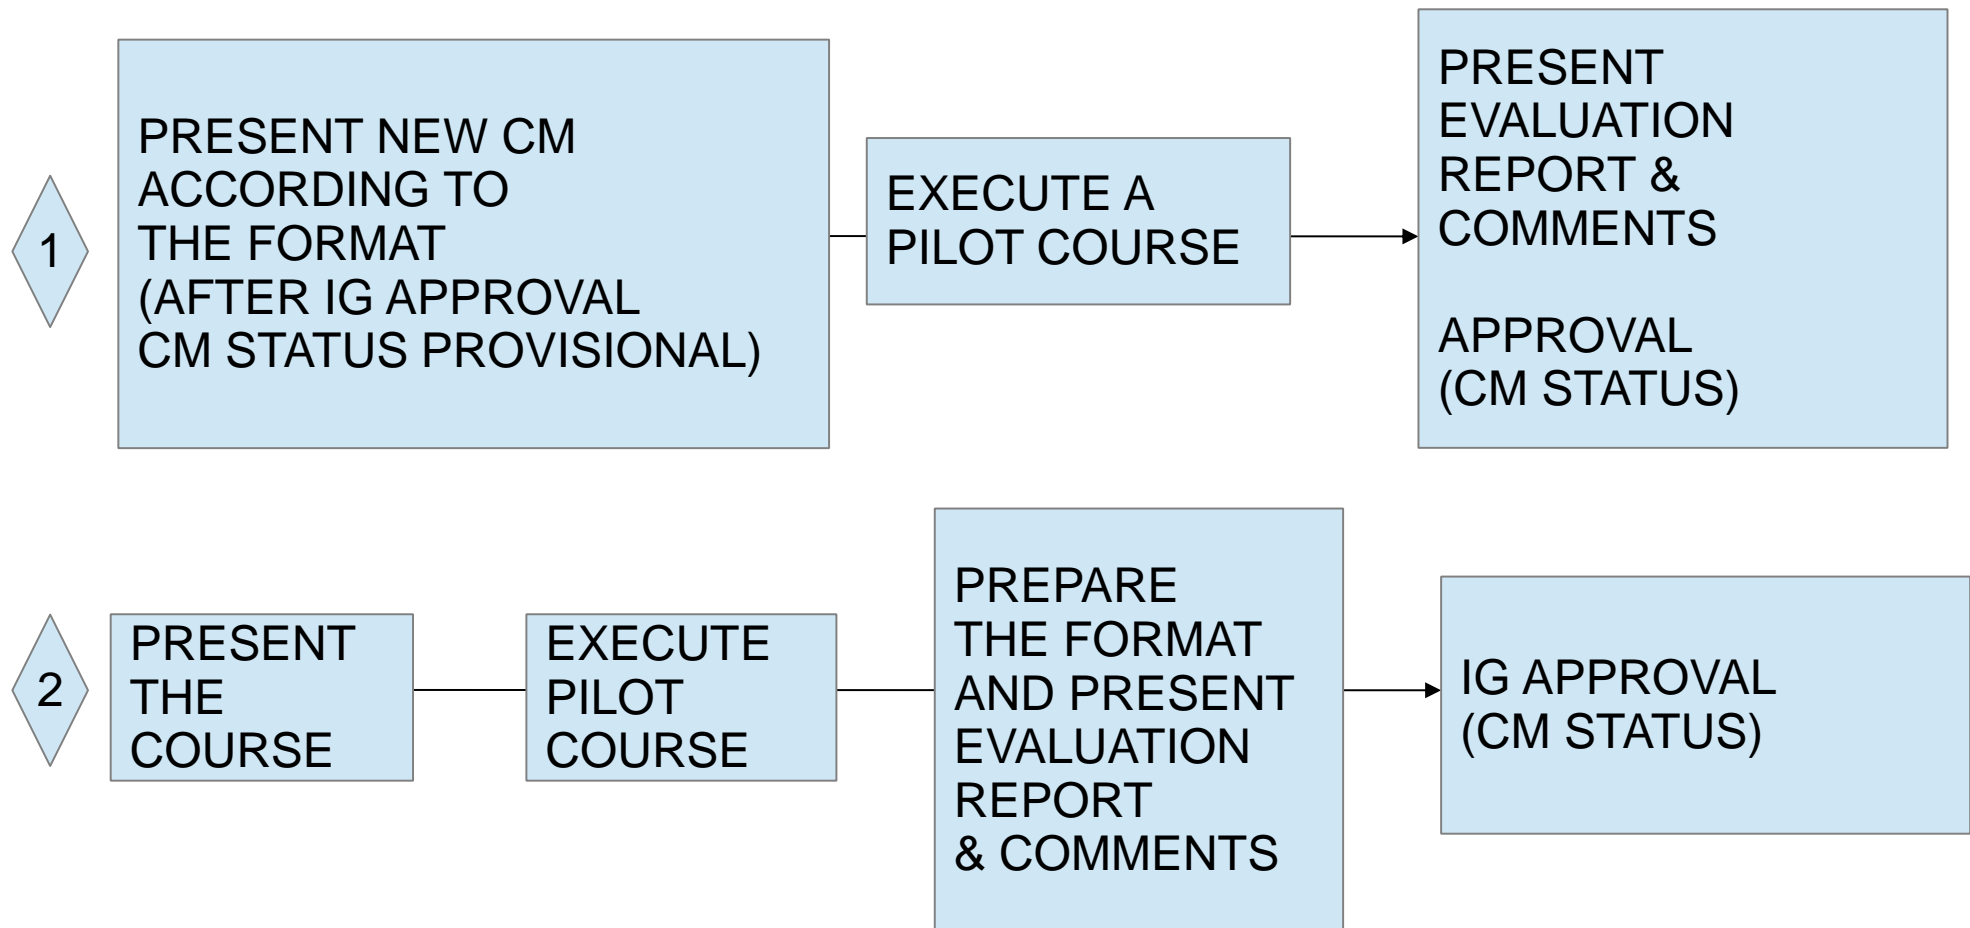 1
PRESENT NEW CM
ACCORDING TO
THE FORMAT
(AFTER IG APPROVAL
CM STATUS PROVISIONAL)
EXECUTE A
PILOT COURSE
PRESENT
EVALUATION
REPORT &
COMMENTS
APPROVAL
(CM STATUS)
2
PRESENT
THE
COURSE
EXECUTE
PILOT
COURSE
PREPARE
THE FORMAT
AND PRESENT
EVALUATION
REPORT
& COMMENTS
IG APPROVAL
(CM STATUS)